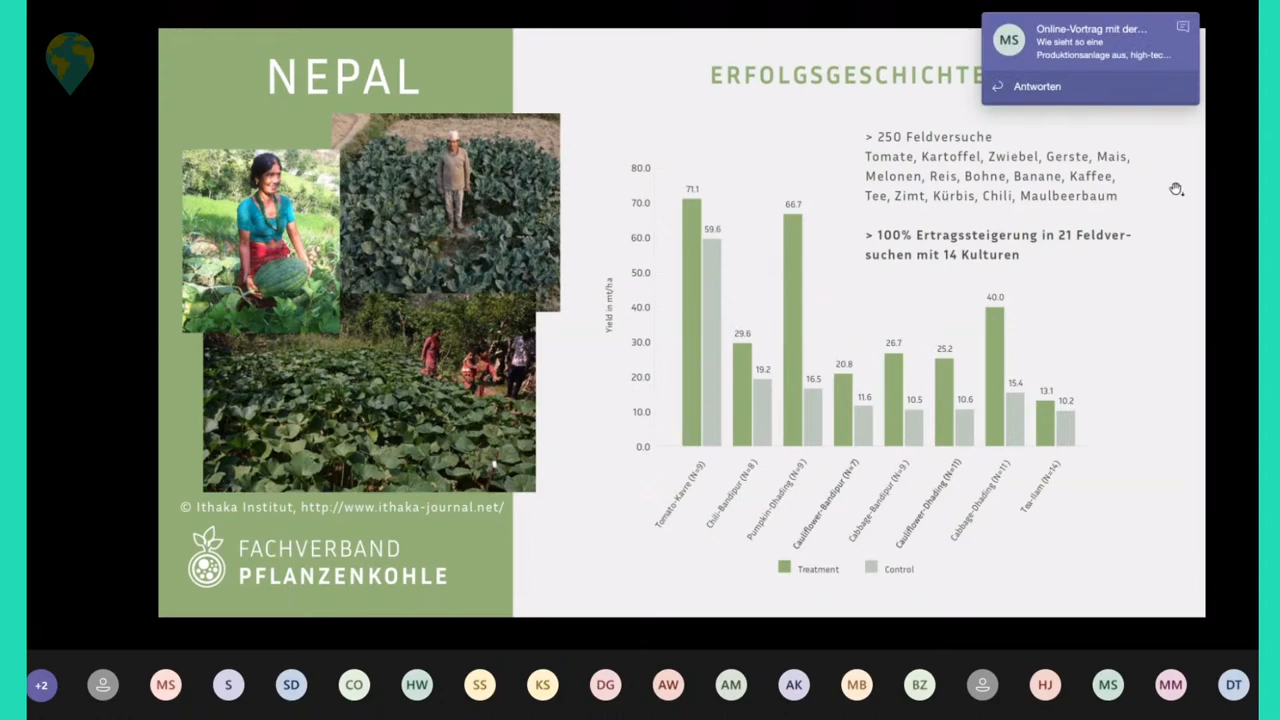 NEPAL
ERFOLGSGESCHICHTE
MS
Online-Vortrag mit der...
Wie sieht so eine
Produktionsanlage aus, high-tec...
Antworten
> 250 Feldversuche
Tomate, Kartoffel, Zwiebel, Gerste, Mais,
Melonen, Reis, Bohne, Banane, Kaffee,
Tee, Zimt, Kürbis, Chili, Maulbeerbaum
> 100% Ertragssteigerung in 21 Feldver-
suchen mit 14 Kulturen
Yield in mt/ha
80.0
70.0
60.0
50.0
40.0
30.0
20.0
10.0
0.0
71.1
59.6
29.6
19.2
66.7
16.5
20.8
11.6
26.7
10.5
25.2
10.6
40.0
15.4
13.1
10.2
Tomato-Kavre (N=9)
Chili-Bandipur (N=8 )
Pumpkin-Dhading (N=9 )
Cauliflower-Bandipur (N=7)
Cabbage-Bandipur (N=9 )
Cauliflower-Dhading (N=11)
Cabbage-Dhading (N=11 )
Tea-Ilam (N=14)
Treatment
Control
© Ithaka Institut, http://www.ithaka-journal.net/
FACHVERBAND
PFLANZENKOHLE
+2
MS
S
SD
CO
HW
SS
KS
DG
AW
AM
AK
MB
BZ
HJ
MS
MM
DT